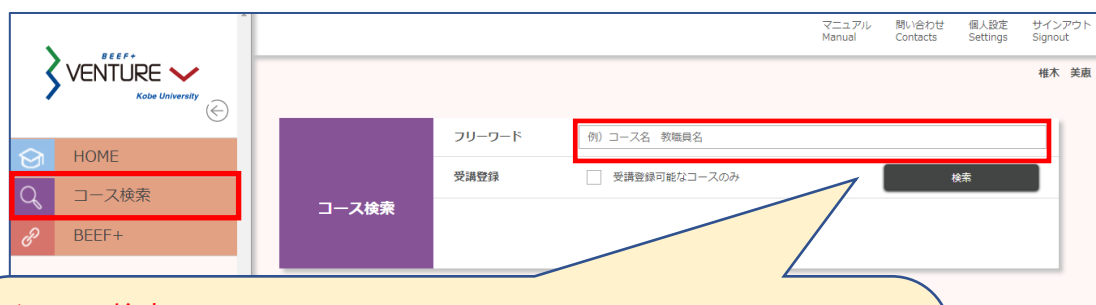 マニュアル 問い合わせ 個人設定 サインアウト
Manual Contacts Settings Signout
椎木 美恵
BEEF+
VENTURE
Kobe University
HOME
コース検索
BEEF+
コース検索
フリーワード 例）コース名 教職員名
受講登録 受講登録可能なコースのみ 検索